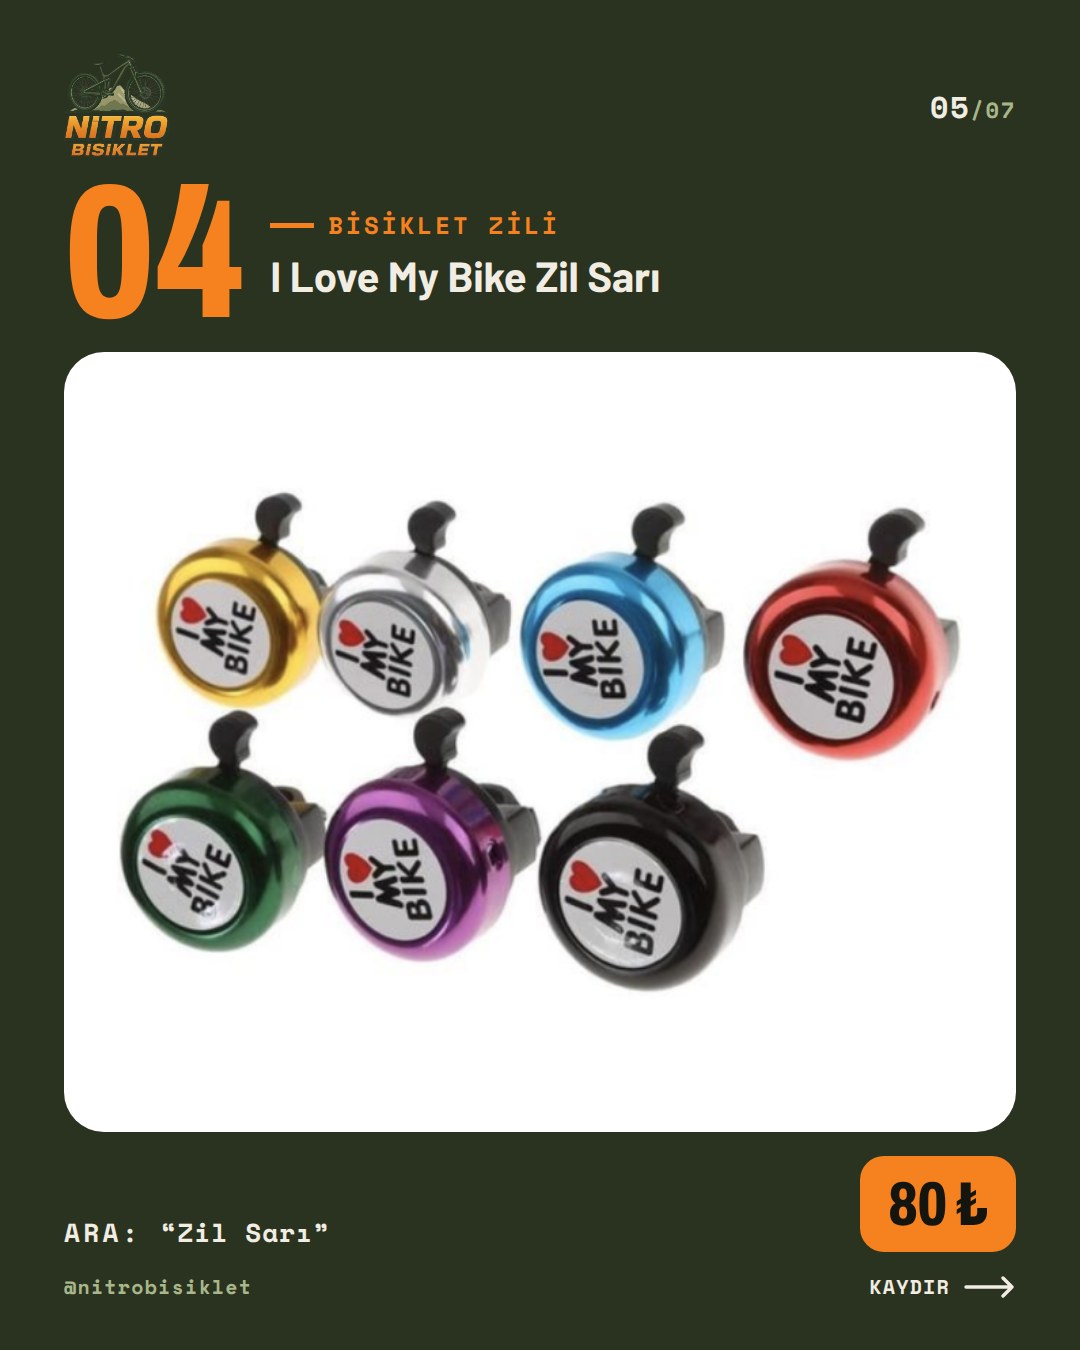 NiTRO
BISIKLET
05/07
04
BİSİKLET ZİLİ
I Love My Bike Zil Sarı
I ❤ MY BIKE
I ❤ MY BIKE
I ❤ MY BIKE
I ❤ MY BIKE
I ❤ MY BIKE
I ❤ MY BIKE
I ❤ MY BIKE
80 ₺
ARA: “Zil Sarı”
@nitrobisiklet
KAYDIR